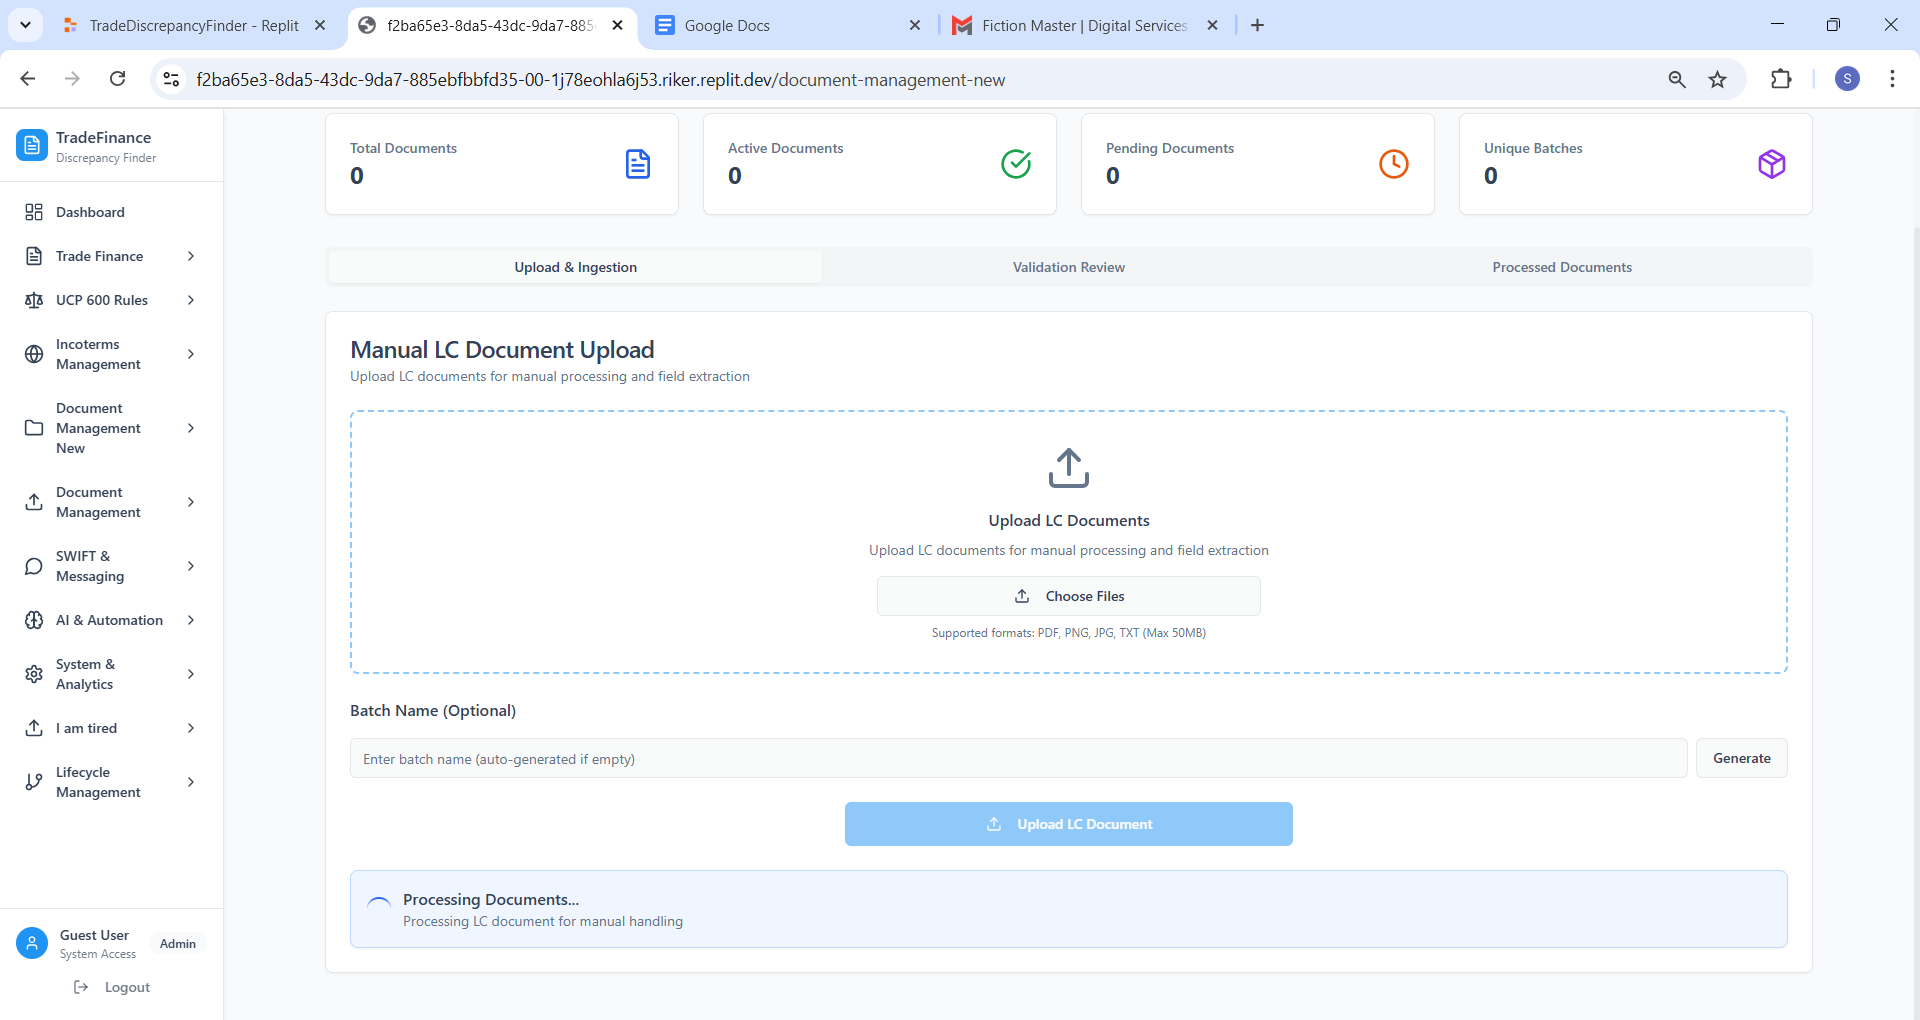 TradeDiscrepancyFinder - Replit
f2ba65e3-8da5-43dc-9da7-885
Google Docs
Fiction Master | Digital Services
f2ba65e3-8da5-43dc-9da7-885ebfbbfd35-00-1j78eohla6j53.riker.replit.dev/document-management-new
S
TradeFinance
Discrepancy Finder
Dashboard
Trade Finance
UCP 600 Rules
Incoterms
Management
Document
Management
New
Document
Management
SWIFT &
Messaging
AI & Automation
System &
Analytics
I am tired
Lifecycle
Management
Guest User
System Access
Admin
Logout
Total Documents
0
Active Documents
0
Pending Documents
0
Unique Batches
0
Upload & Ingestion
Validation Review
Processed Documents
Manual LC Document Upload
Upload LC documents for manual processing and field extraction
Upload LC Documents
Upload LC documents for manual processing and field extraction
Choose Files
Supported formats: PDF, PNG, JPG, TXT (Max 50MB)
Batch Name (Optional)
Enter batch name (auto-generated if empty)
Generate
Upload LC Document
Processing Documents...
Processing LC document for manual handling